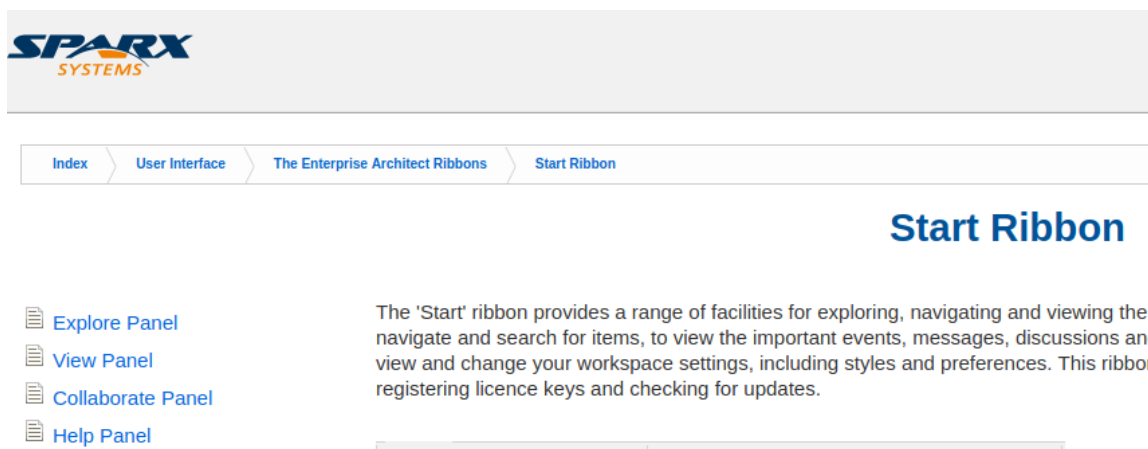 SPARX
SYSTEMS
Index User Interface The Enterprise Architect Ribbons Start Ribbon
Start Ribbon
Explore Panel
View Panel
Collaborate Panel
Help Panel
The 'Start' ribbon provides a range of facilities for exploring, navigating and viewing the
navigate and search for items, to view the important events, messages, discussions an
view and change your workspace settings, including styles and preferences. This ribbo
registering licence keys and checking for updates.